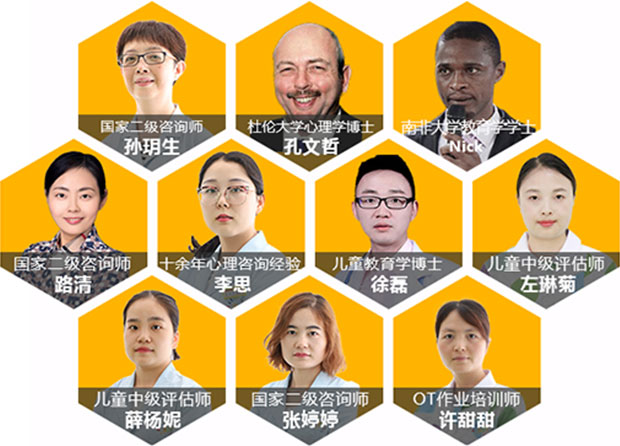 国家二级咨询师
孙玥生
杜伦大学心理学博士
孔文哲
南非大学教育学学士
Nick
国家二级咨询师
路清
十余年心理咨询经验
李思
儿童教育学博士
徐磊
儿童中级评估师
左琳菊
儿童中级评估师
薛杨妮
国家二级咨询师
张婷婷
OT作业培训师
许甜甜